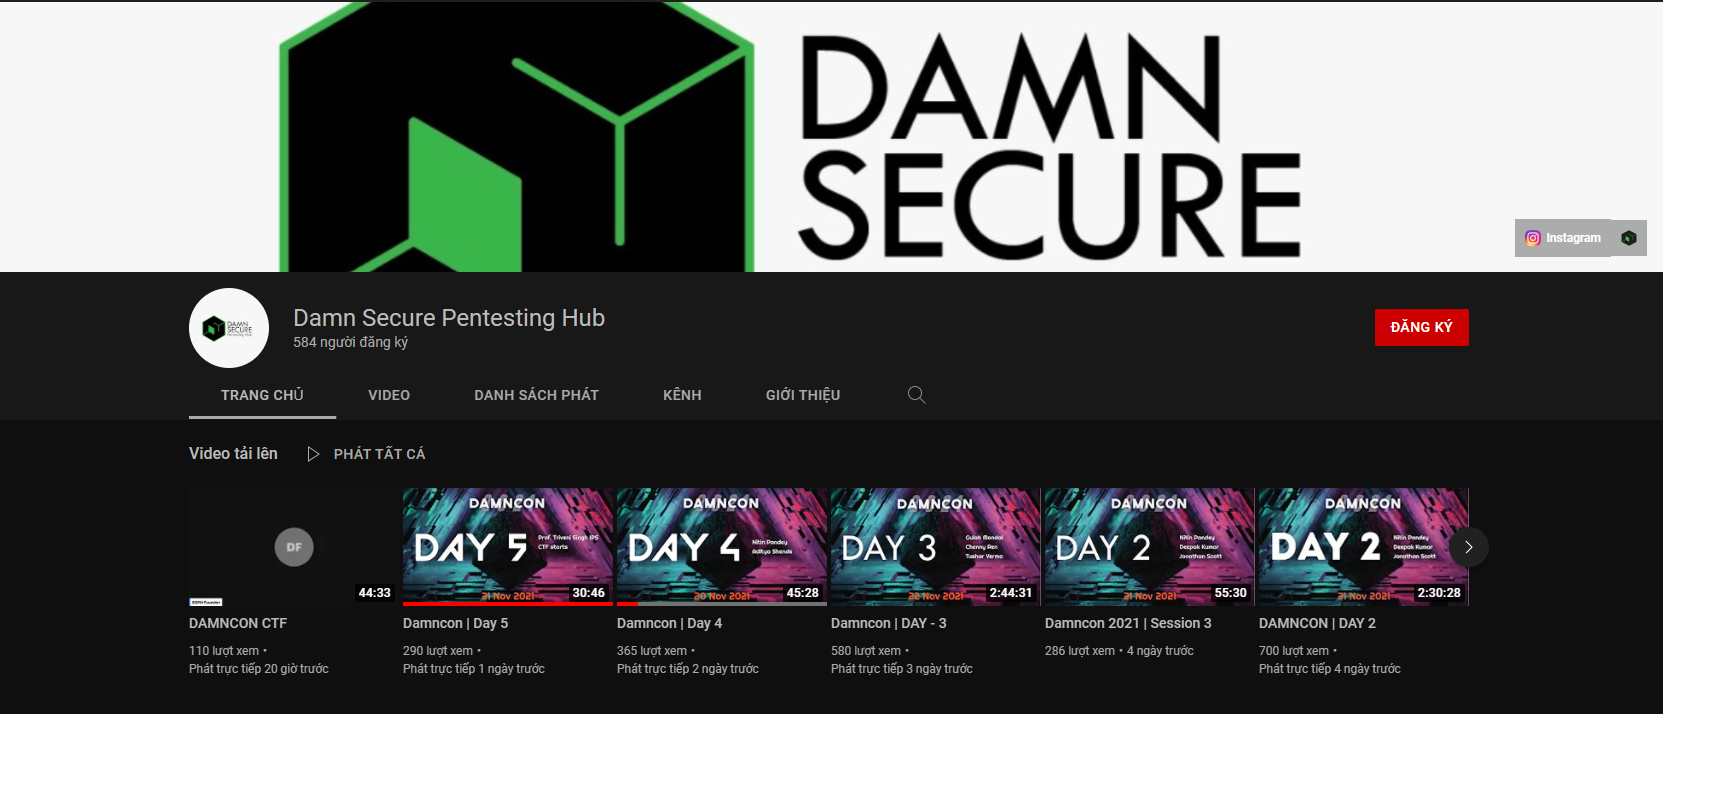 DAMN
SECURE
Instagram
DAMN
SECURE
Pentesting Hub
Damn Secure Pentesting Hub
584 người đăng ký
ĐĂNG KÝ
TRANG CHỦ
VIDEO
DANH SÁCH PHÁT
KÊNH
GIỚI THIỆU
Video tải lên
PHÁT TẤT CẢ
DF
44:33
DAMNCON CTF
110 lượt xem •
Phát trực tiếp 20 giờ trước
DAMNCON
DAY 5
Prof. Triveni Singh IPS
CTF starts
21 Nov 2021
30:46
Damncon | Day 5
290 lượt xem •
Phát trực tiếp 1 ngày trước
DAMNCON
DAY 4
Nitin Pandey
Aditya Shende
20 Nov 2021
45:28
Damncon | Day 4
365 lượt xem •
Phát trực tiếp 2 ngày trước
DAMNCON
DAY 3
Gulab Mondal
Chenny Ren
Tushar Verma
22 Nov 2021
2:44:31
Damncon | DAY - 3
580 lượt xem •
Phát trực tiếp 3 ngày trước
DAMNCON
DAY 2
Nitin Pandey
Deepak Kumar
Jonathan Scott
21 Nov 2021
55:30
Damncon 2021 | Session 3
286 lượt xem • 4 ngày trước
DAMNCON
DAY 2
Nitin Pandey
Deepak Kumar
Jonathan Scott
21 Nov 2021
2:30:28
DAMNCON | DAY 2
700 lượt xem •
Phát trực tiếp 4 ngày trước